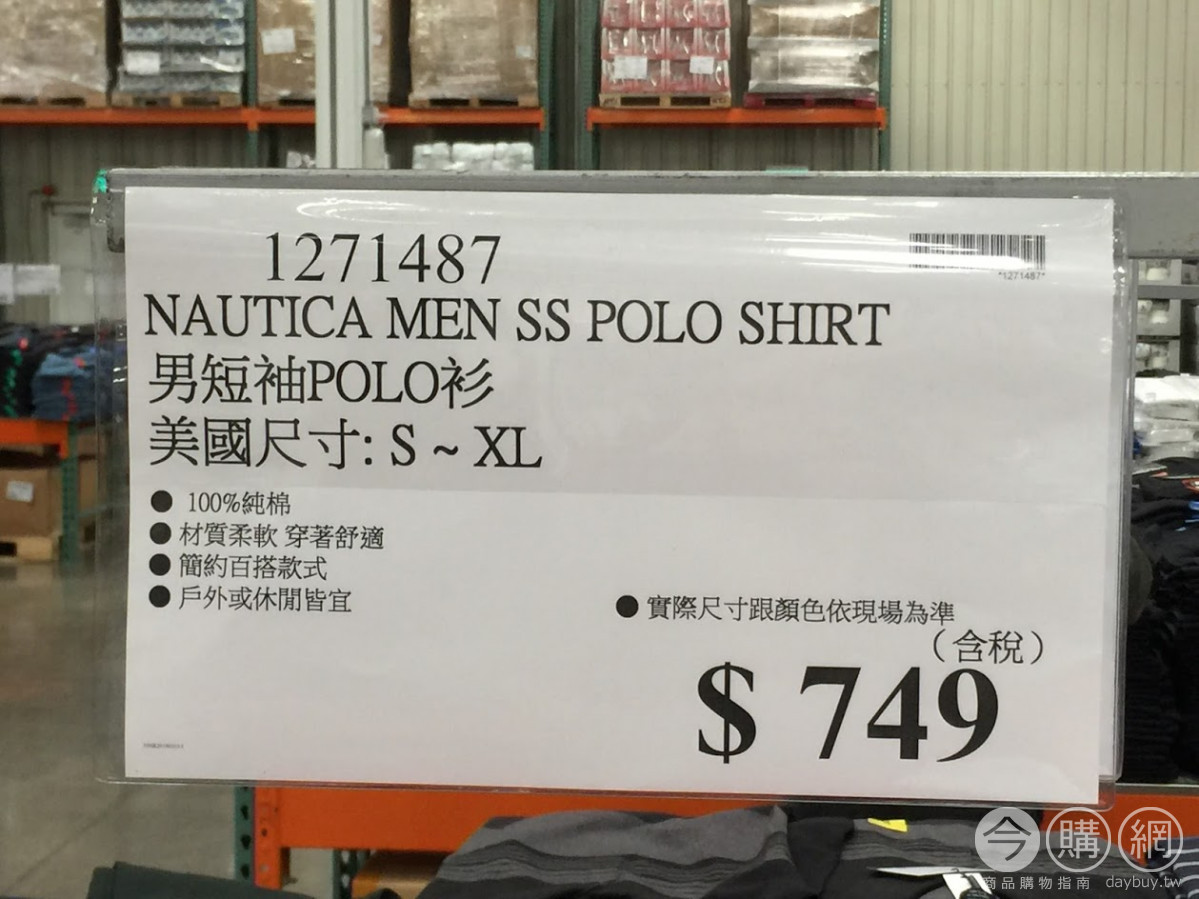 1271487
*1271487*
NAUTICA MEN SS POLO SHIRT
男短袖POLO衫
美國尺寸: S ~ XL
● 100%純棉
● 材質柔軟 穿著舒適
● 簡約百搭款式
● 戶外或休閒皆宜
● 實際尺寸跟顏色依現場為準
（含稅）
$ 749
今購網
商品購物指南 daybuy.tw